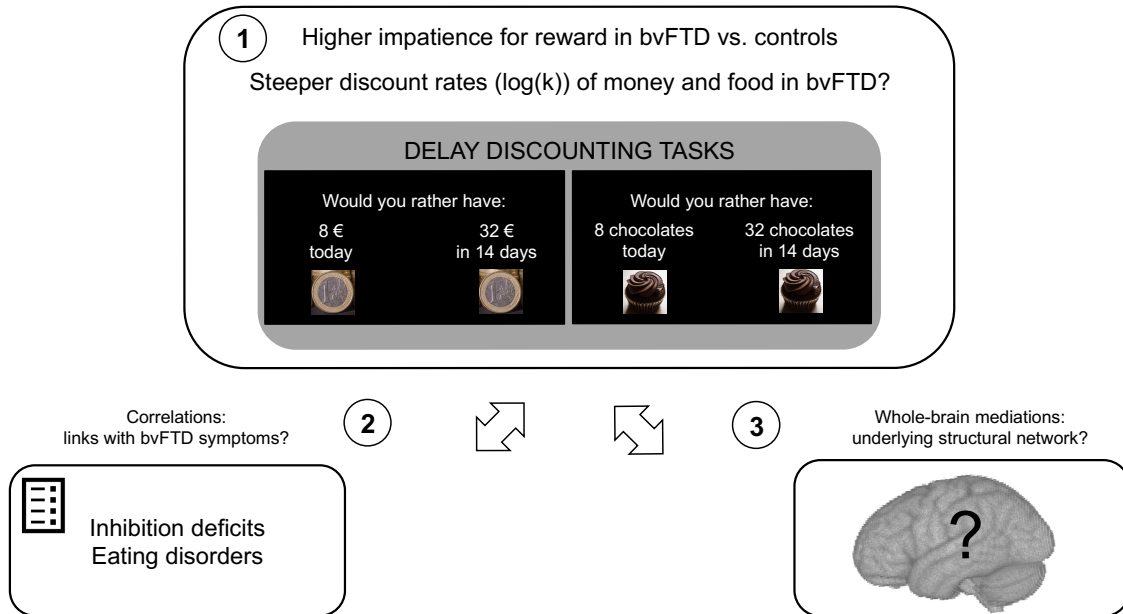 1
Higher impatience for reward in bvFTD vs. controls
Steeper discount rates (log(k)) of money and food in bvFTD?
DELAY DISCOUNTING TASKS
Would you rather have:
8 €
today
32 €
in 14 days
Would you rather have:
8 chocolates
today
32 chocolates
in 14 days
Correlations:
links with bvFTD symptoms?
2
3
Whole-brain mediations:
underlying structural network?
Inhibition deficits
Eating disorders
?